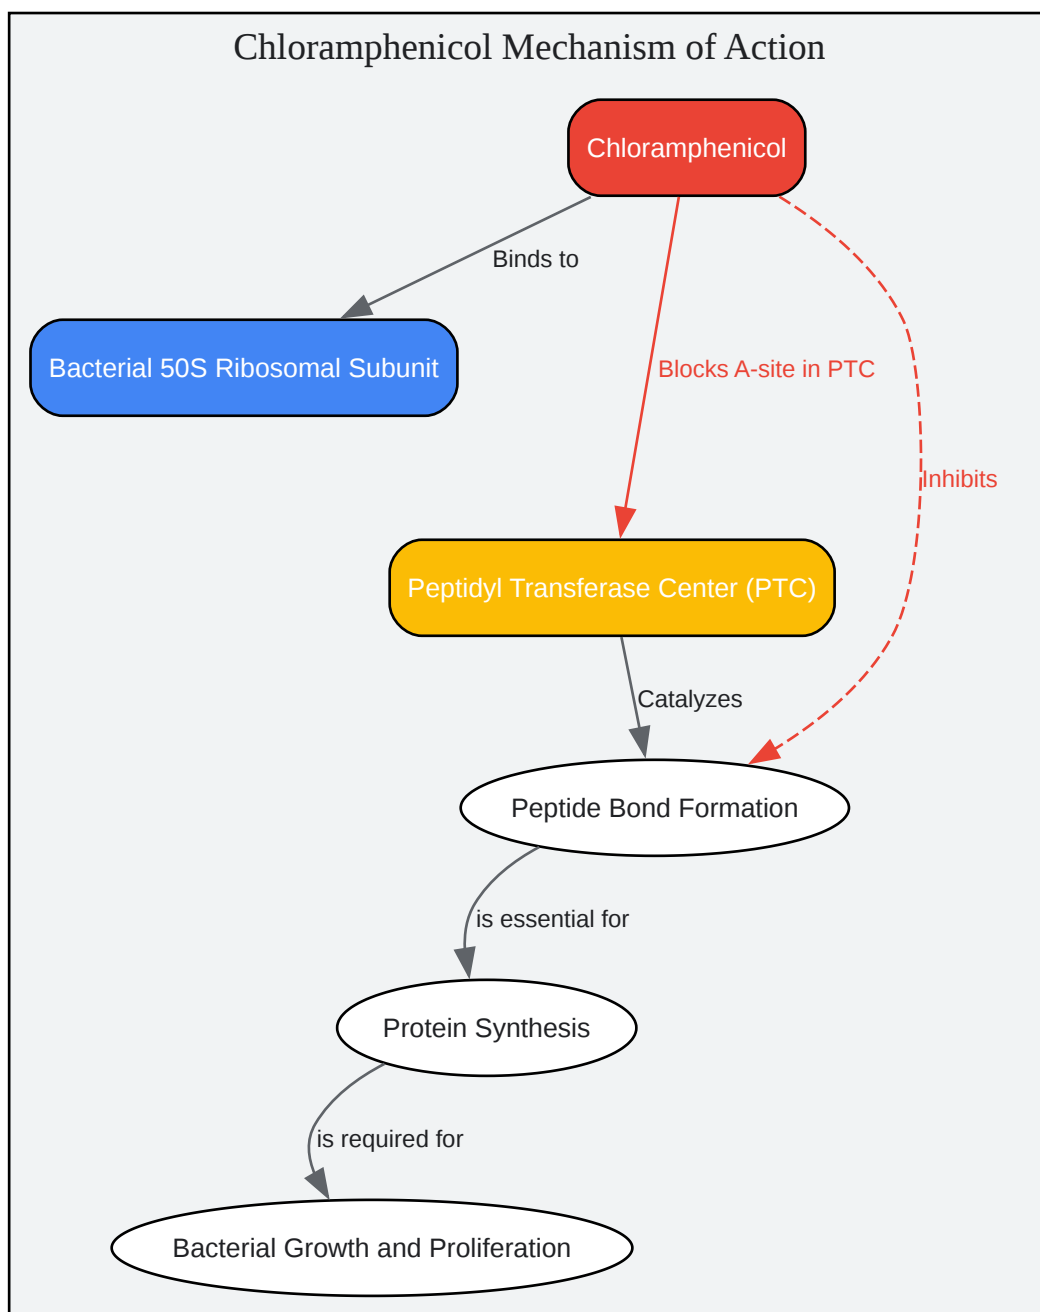 Chloramphenicol Mechanism of Action
Chloramphenicol
Binds to
Bacterial 50S Ribosomal Subunit
Blocks A-site in PTC
Inhibits
Peptidyl Transferase Center (PTC)
Catalyzes
Peptide Bond Formation
is essential for
Protein Synthesis
is required for
Bacterial Growth and Proliferation